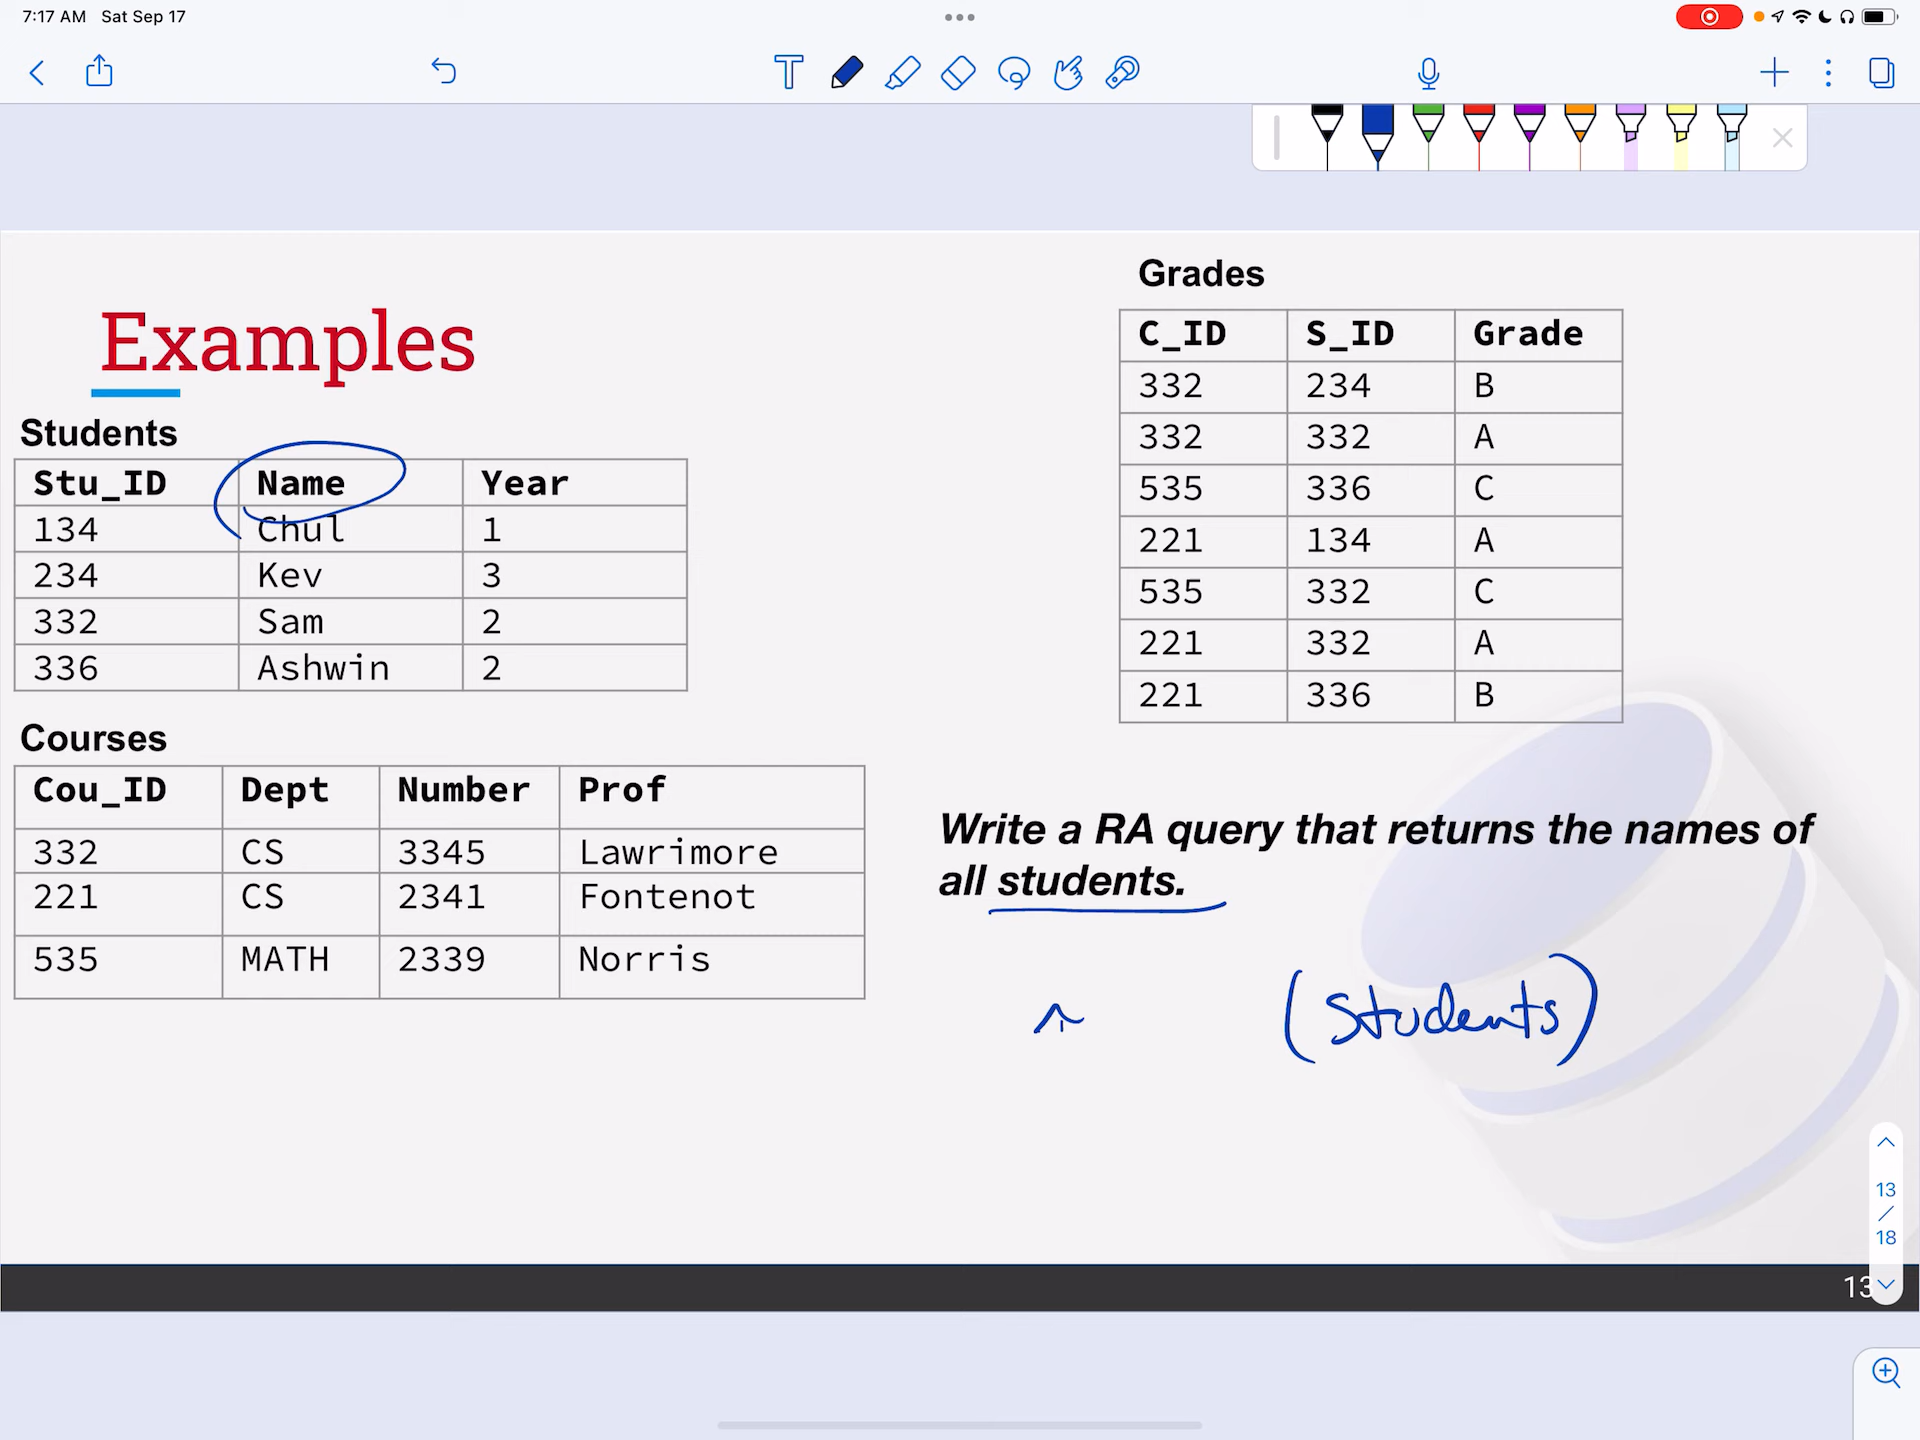 7:17 AM Sat Sep 17
Examples
Students
Stu_ID Name Year
134 Chul 1
234 Kev 3
332 Sam 2
336 Ashwin 2
Courses
Cou_ID Dept Number Prof
332 CS 3345 Lawrimore
221 CS 2341 Fontenot
535 MATH 2339 Norris
Grades
C_ID S_ID Grade
332 234 B
332 332 A
535 336 C
221 134 A
535 332 C
221 332 A
221 336 B
Write a RA query that returns the names of
all students.
(Students)
13
/
18
13